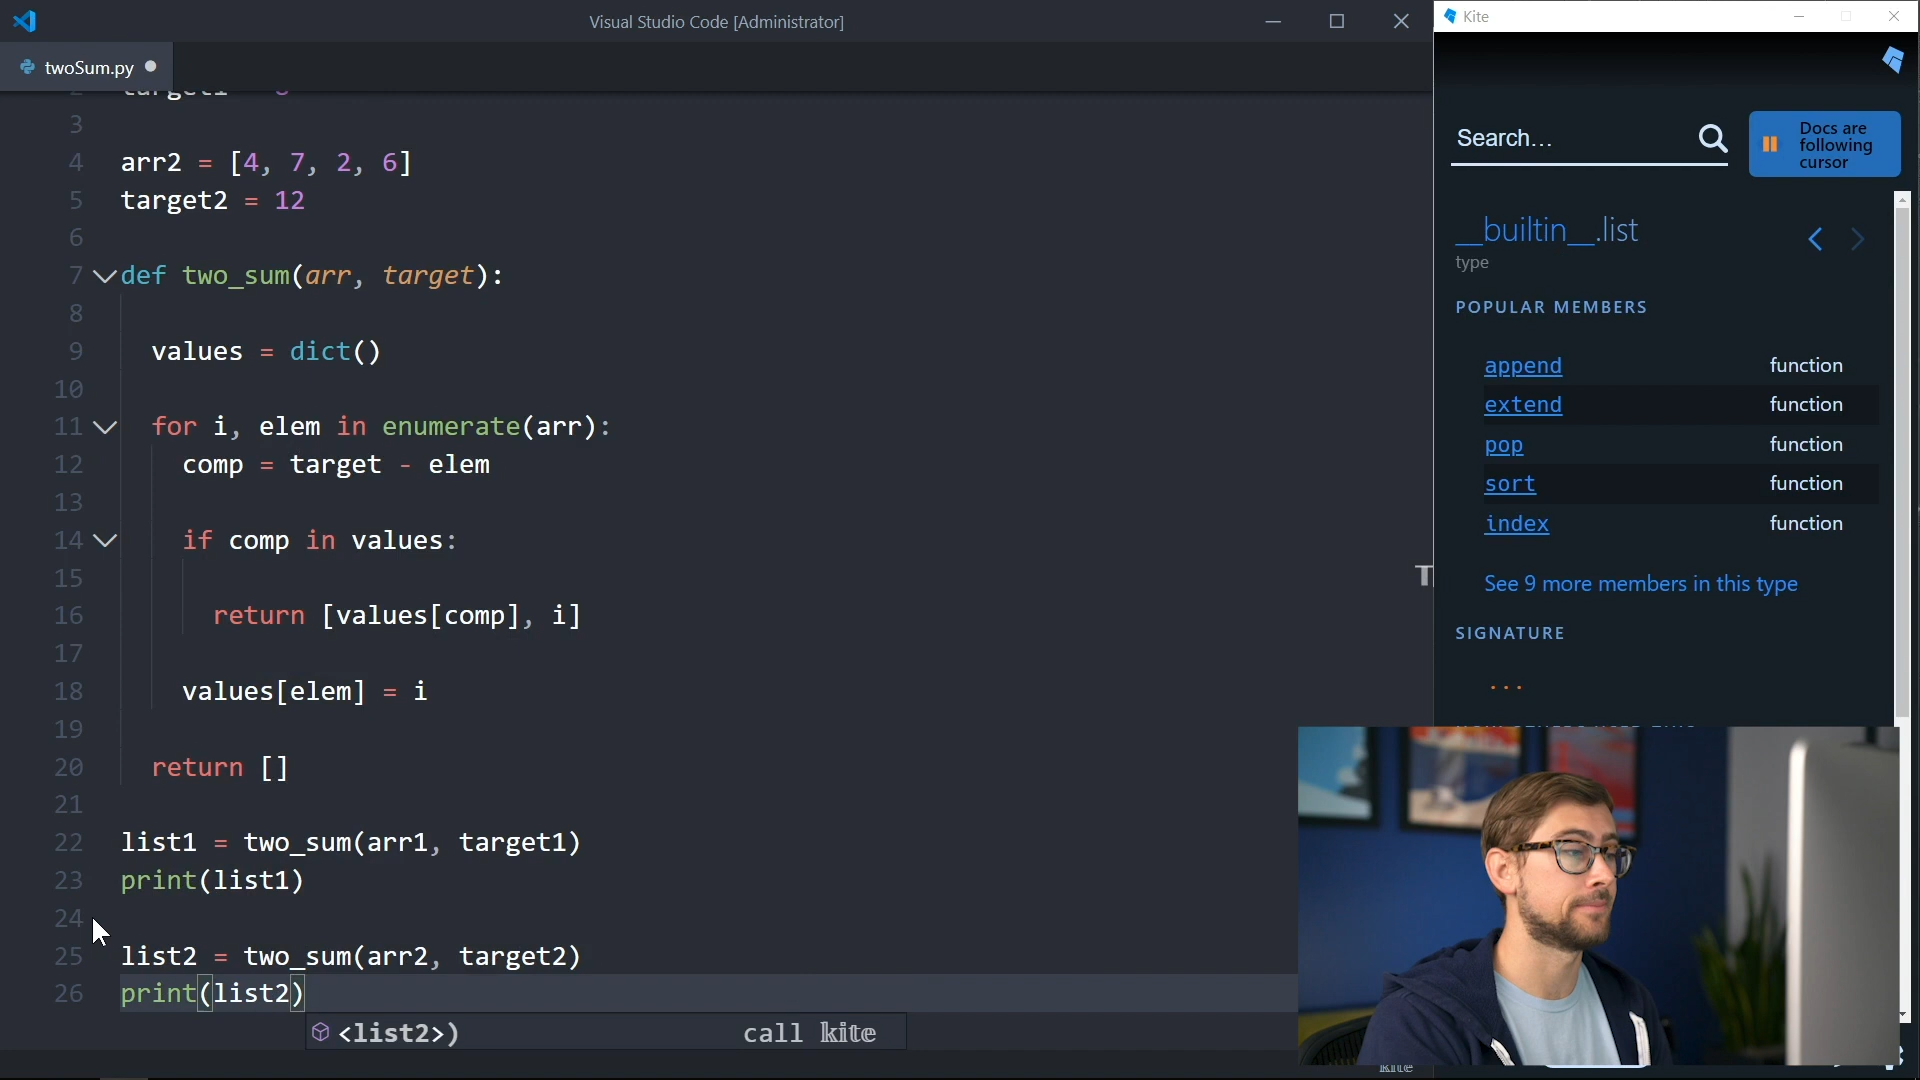 Visual Studio Code [Administrator]
twoSum.py
2 target1
3
4 arr2 = [4, 7, 2, 6]
5 target2 = 12
6
7 def two_sum(arr, target):
8
9 values = dict()
10
11 for i, elem in enumerate(arr):
12 comp = target - elem
13
14 if comp in values:
15
16 return [values[comp], i]
17
18 values[elem] = i
19
20 return []
21
22 list1 = two_sum(arr1, target1)
23 print(list1)
24
25 list2 = two_sum(arr2, target2)
26 print(list2)
<list2>) call kite
Kite
Search...
Docs are
following
cursor
__builtin__.list
type
POPULAR MEMBERS
append function
extend function
pop function
sort function
index function
See 9 more members in this type
SIGNATURE
...
kite